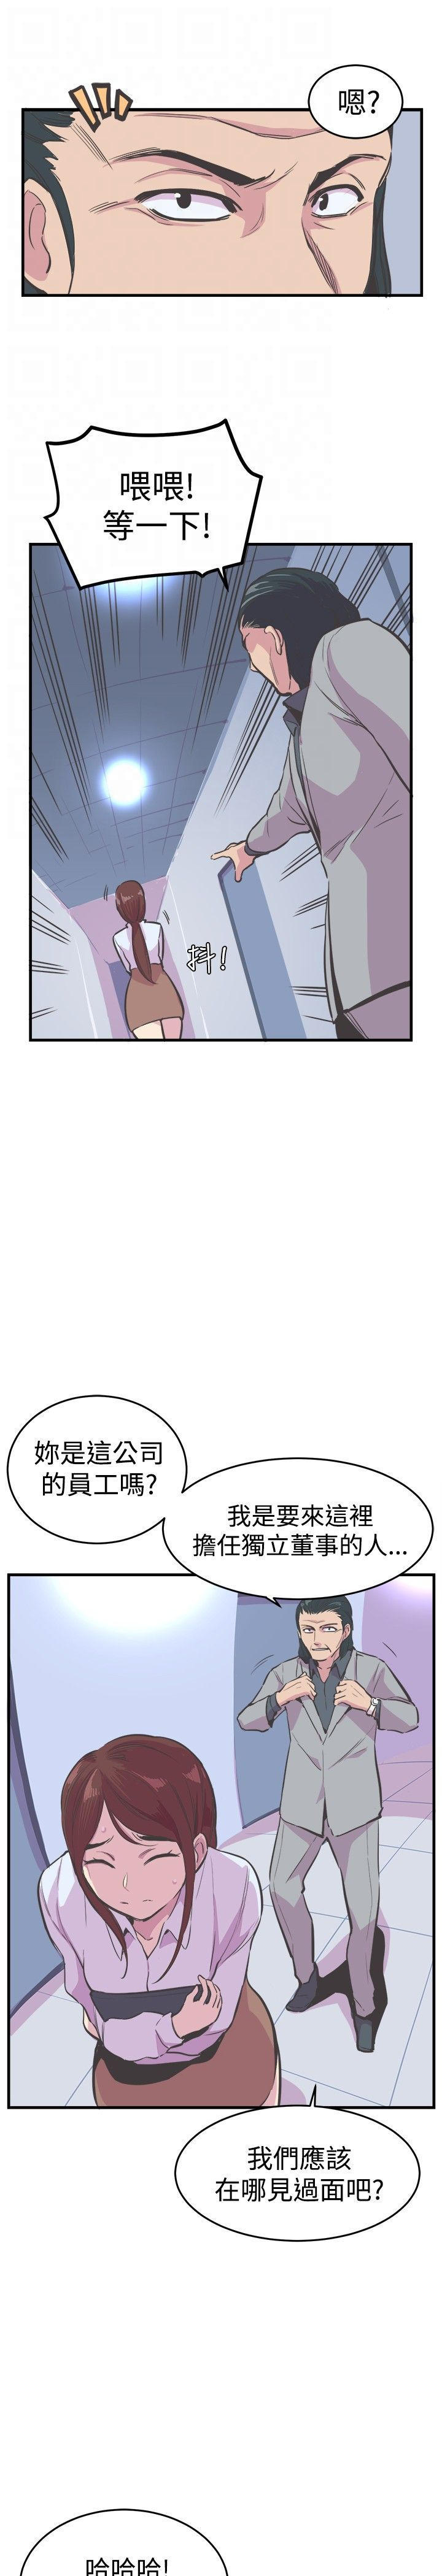 嗯?
喂喂!
等一下!
抖!
妳是這公司
的員工嗎?
我是要來這裡
擔任獨立董事的人...
我們應該
在哪見過面吧?
哈哈哈!